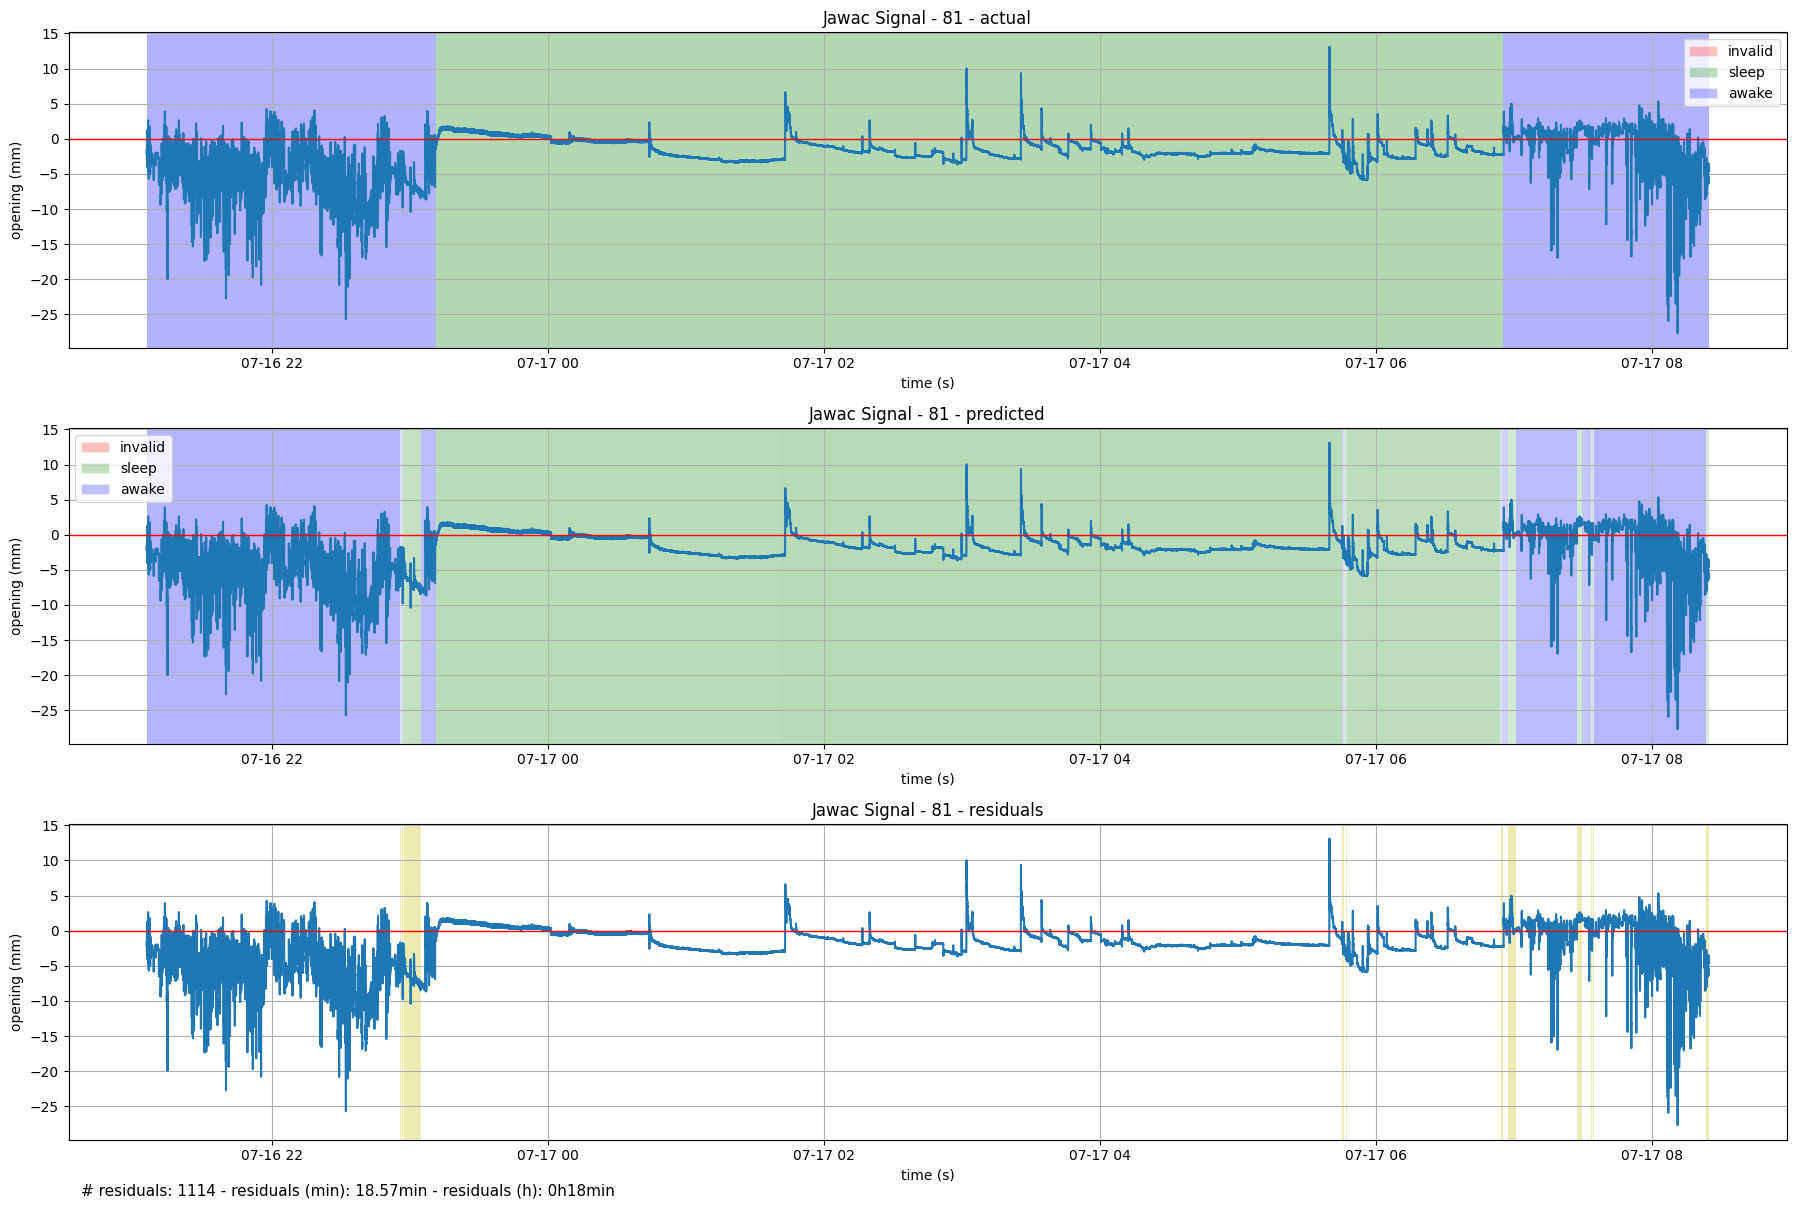 Jawac Signal - 81 - actual
15
10
5
0
−5
−10
−15
−20
−25
opening (mm)
invalid
sleep
awake
07-16 22
07-17 00
07-17 02
07-17 04
07-17 06
07-17 08
time (s)
Jawac Signal - 81 - predicted
15
10
5
0
−5
−10
−15
−20
−25
opening (mm)
invalid
sleep
awake
07-16 22
07-17 00
07-17 02
07-17 04
07-17 06
07-17 08
time (s)
Jawac Signal - 81 - residuals
15
10
5
0
−5
−10
−15
−20
−25
opening (mm)
07-16 22
07-17 00
07-17 02
07-17 04
07-17 06
07-17 08
time (s)
# residuals: 1114 - residuals (min): 18.57min - residuals (h): 0h18min